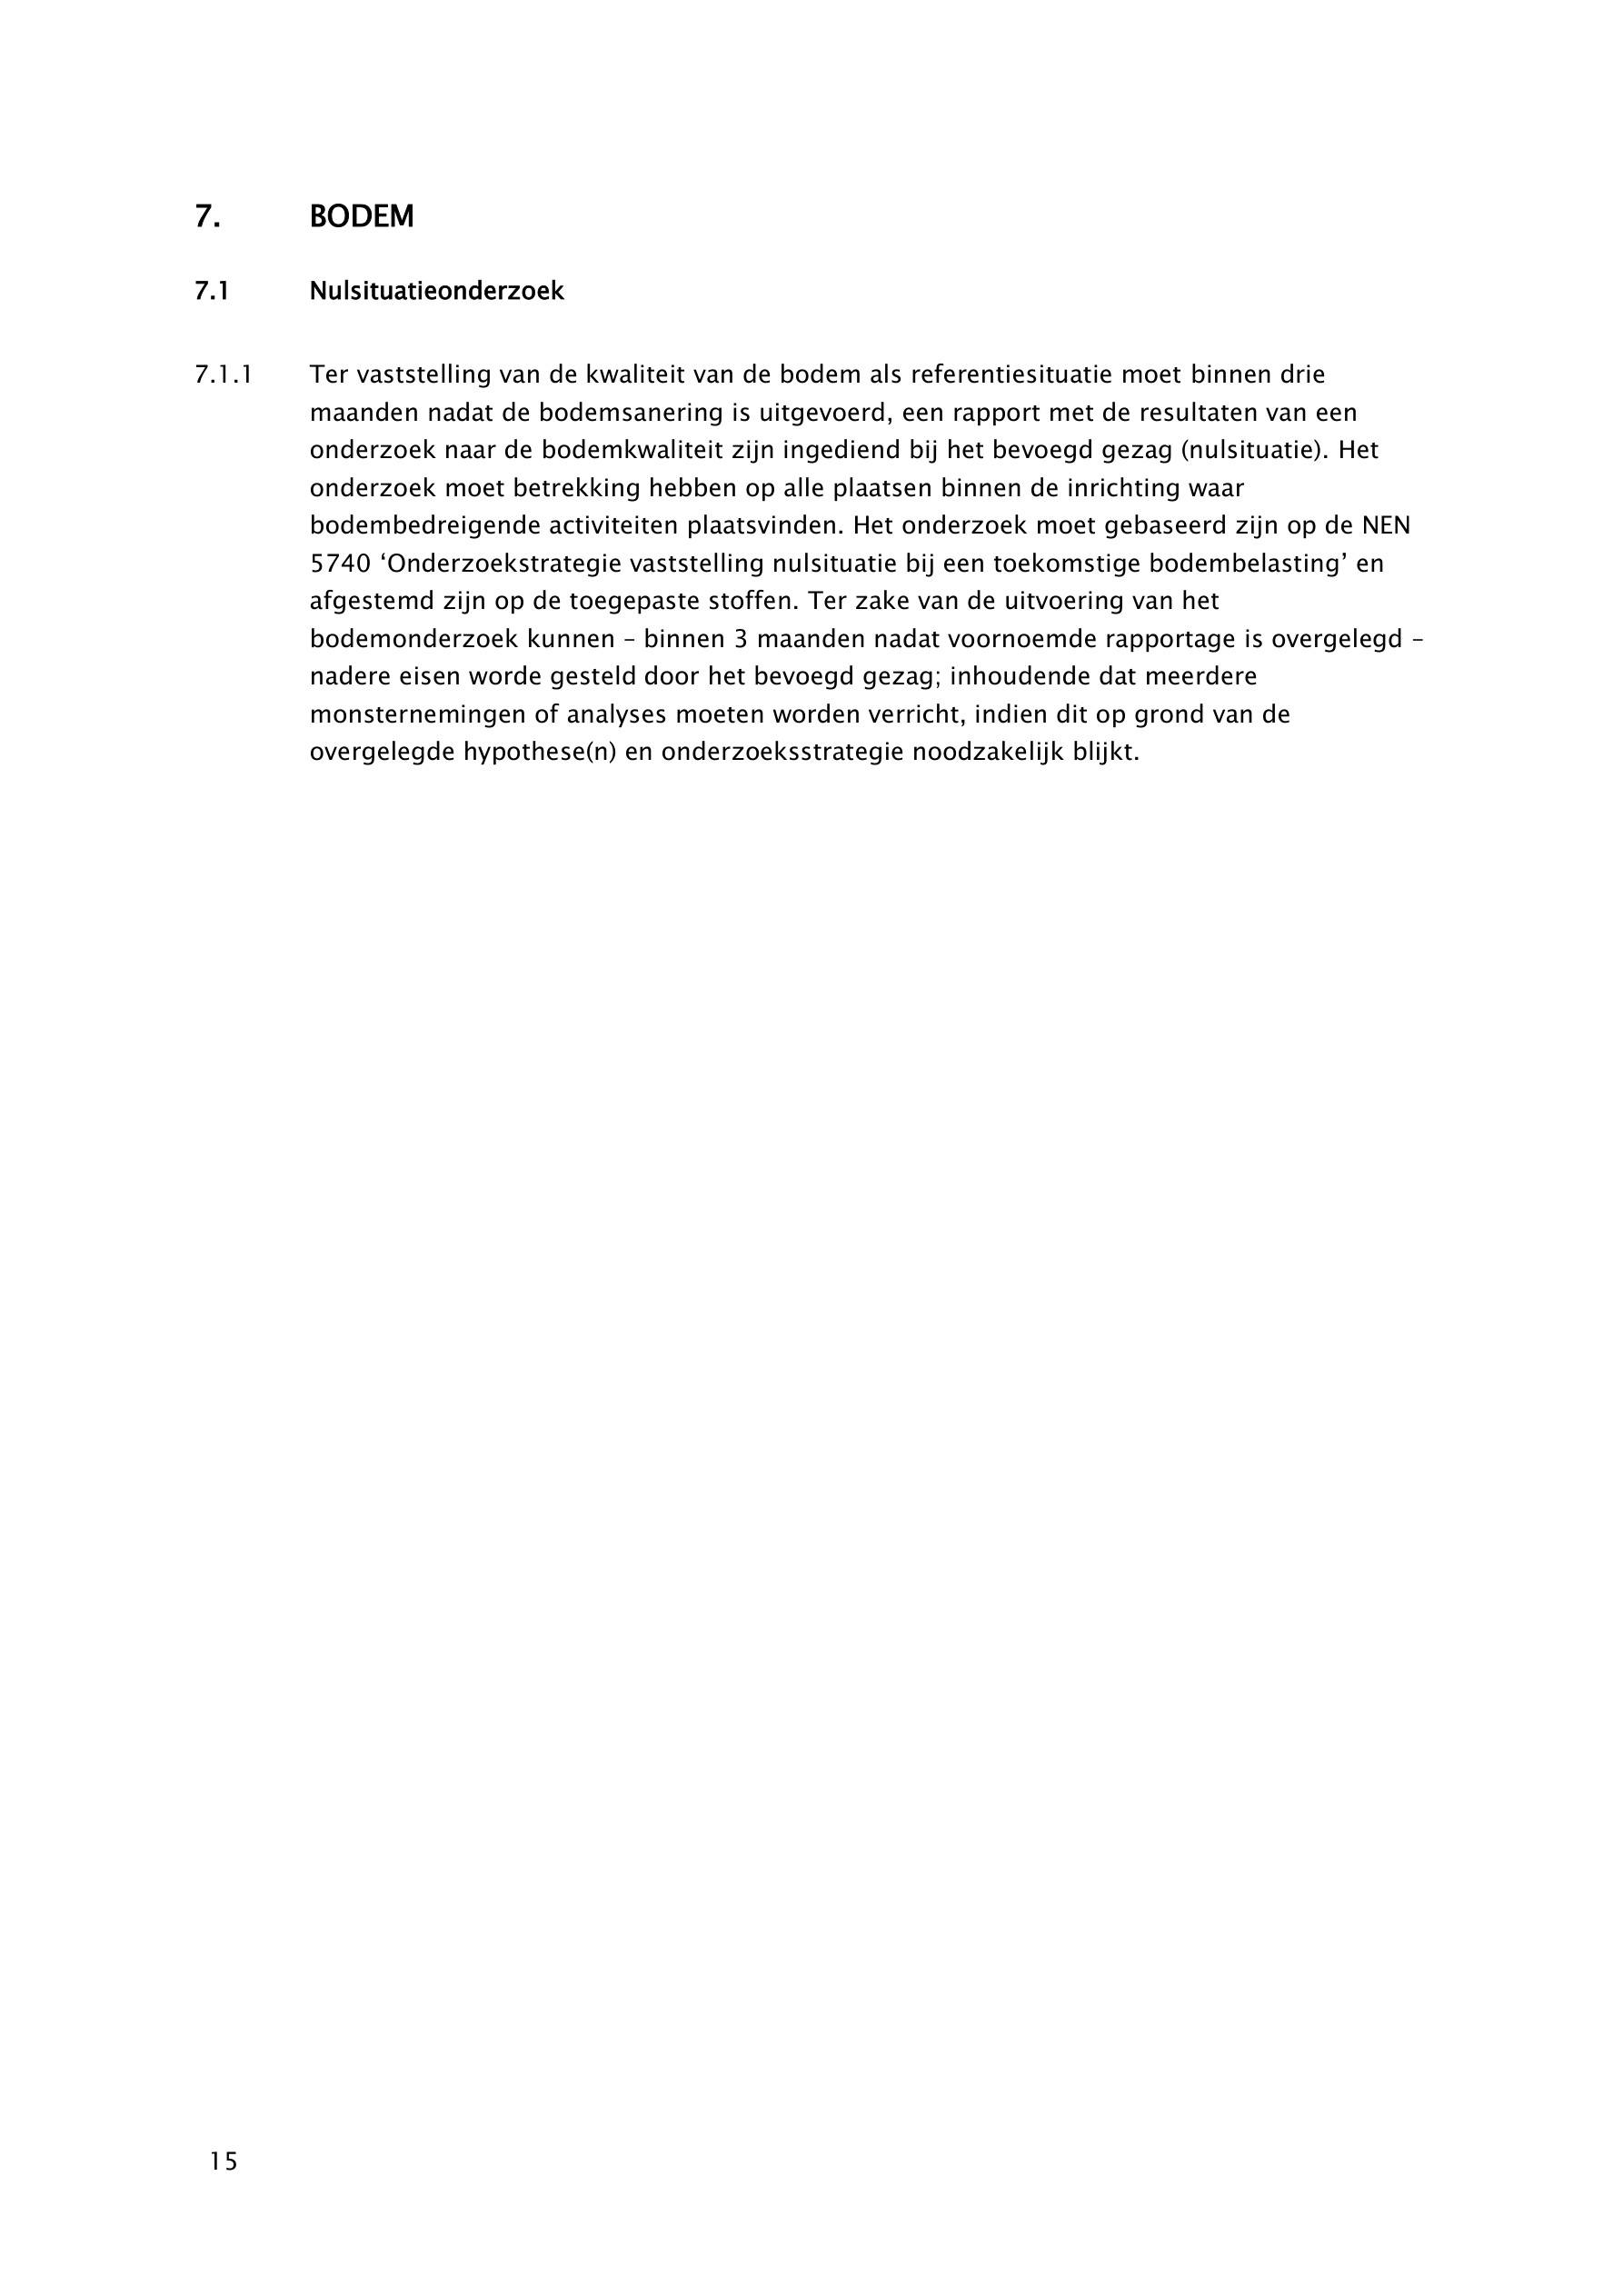 7. BODEM
7.1 Nulsituatieonderzoek
7.1.1 Ter vaststelling van de kwaliteit van de bodem als referentiesituatie moet binnen drie
maanden nadat de bodemsanering is uitgevoerd, een rapport met de resultaten van een
onderzoek naar de bodemkwaliteit zijn ingediend bij het bevoegd gezag (nulsituatie). Het
onderzoek moet betrekking hebben op alle plaatsen binnen de inrichting waar
bodembedreigende activiteiten plaatsvinden. Het onderzoek moet gebaseerd zijn op de NEN
5740 ‘Onderzoekstrategie vaststelling nulsituatie bij een toekomstige bodembelasting’ en
afgestemd zijn op de toegepaste stoffen. Ter zake van de uitvoering van het
bodemonderzoek kunnen – binnen 3 maanden nadat voornoemde rapportage is overgelegd –
nadere eisen worde gesteld door het bevoegd gezag; inhoudende dat meerdere
monsternemingen of analyses moeten worden verricht, indien dit op grond van de
overgelegde hypothese(n) en onderzoeksstrategie noodzakelijk blijkt.
15